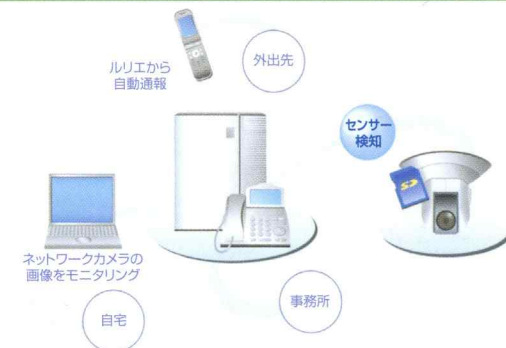 ルリエから
自動通報
外出先
センサー
検知
SD
ネットワークカメラの
画像をモニタリング
事務所
自宅